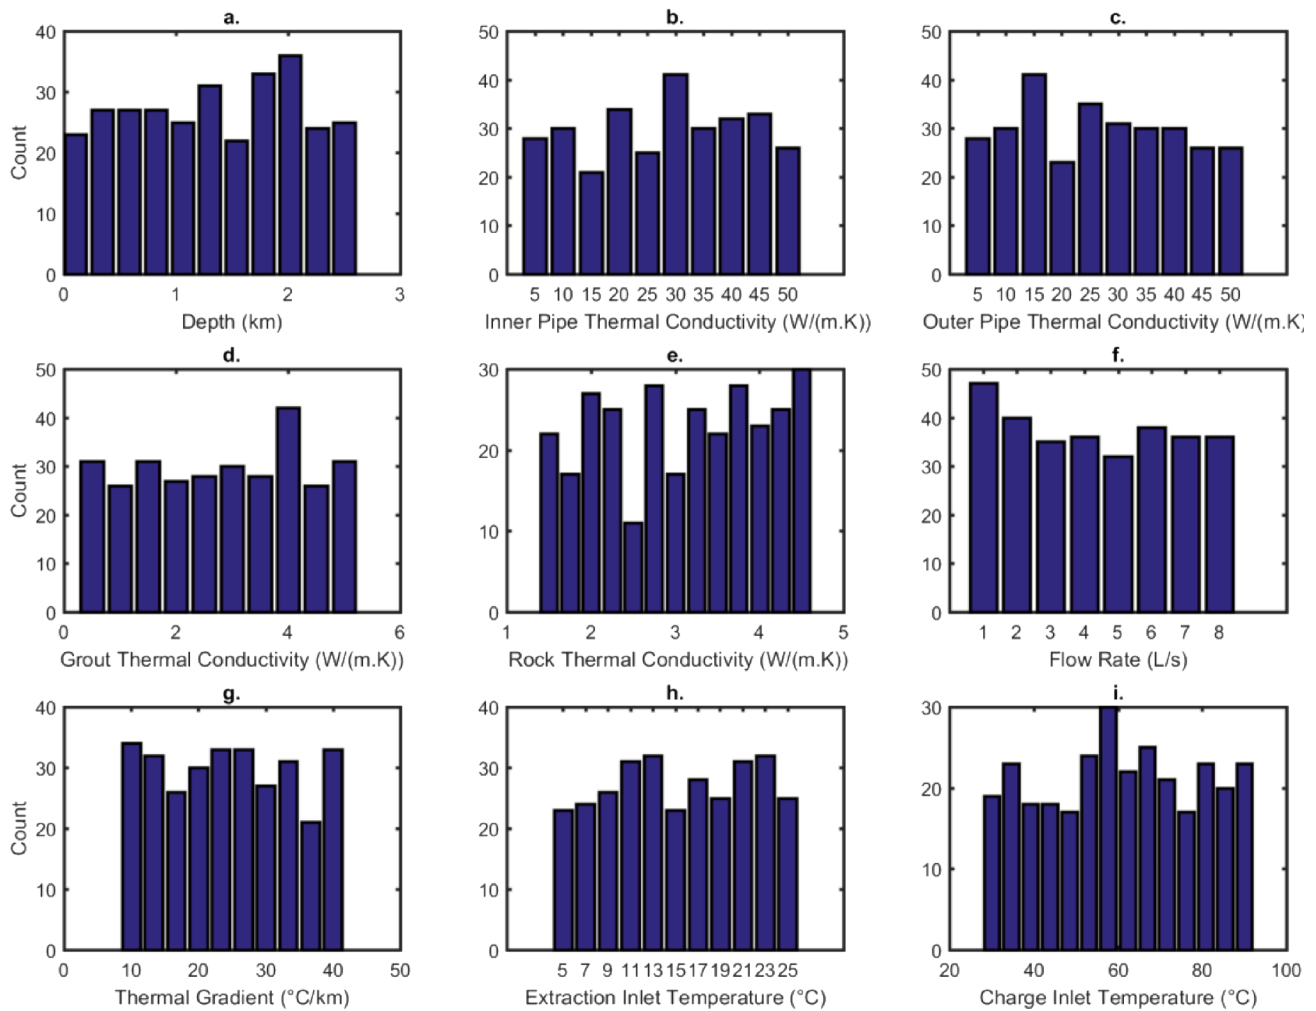 a.
40
30
20
10
0
Count
0 1 2 3
Depth (km)
b.
50
40
30
20
10
0
5 10 15 20 25 30 35 40 45 50
Inner Pipe Thermal Conductivity (W/(m.K))
c.
50
40
30
20
10
0
5 10 15 20 25 30 35 40 45 50
Outer Pipe Thermal Conductivity (W/(m.K)
d.
50
40
30
20
10
0
Count
0 2 4 6
Grout Thermal Conductivity (W/(m.K))
e.
30
20
10
0
1 2 3 4 5
Rock Thermal Conductivity (W/(m.K))
f.
50
40
30
20
10
0
1 2 3 4 5 6 7 8
Flow Rate (L/s)
g.
40
30
20
10
0
Count
0 10 20 30 40 50
Thermal Gradient (°C/km)
h.
40
30
20
10
0
5 7 9 11 13 15 17 19 21 23 25
Extraction Inlet Temperature (°C)
i.
30
20
10
0
20 40 60 80 100
Charge Inlet Temperature (°C)